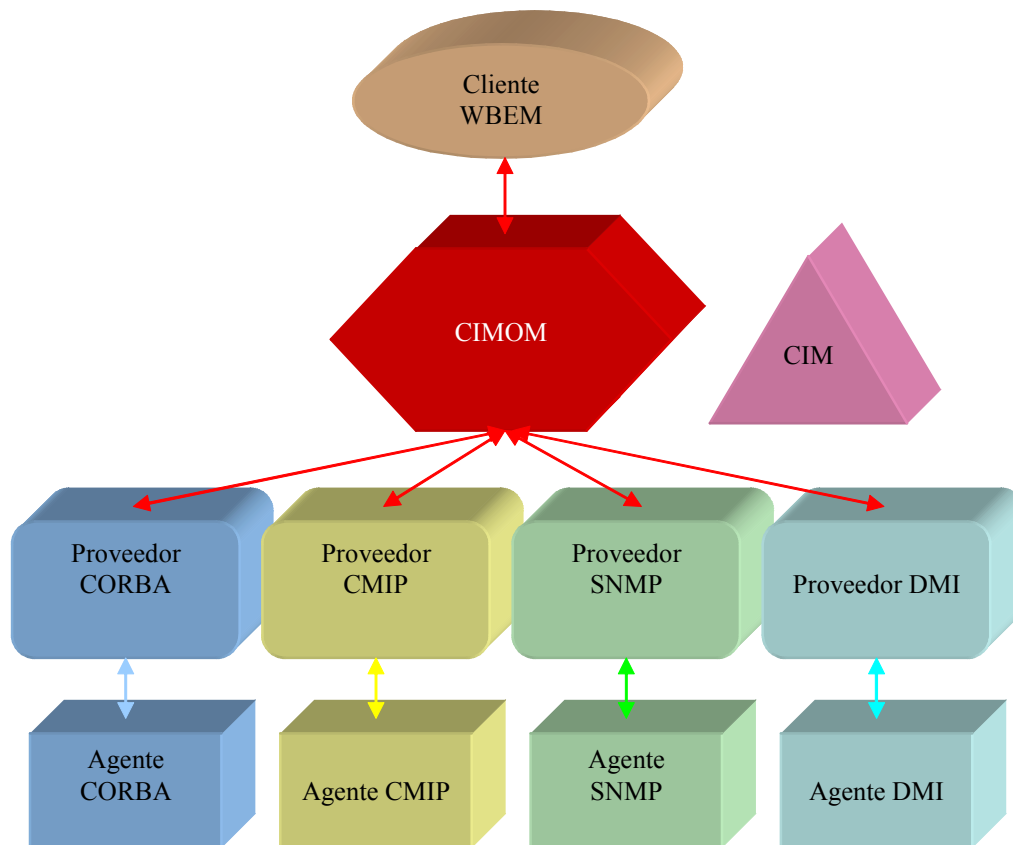 Cliente
WBEM
CIMOM
CIM
Proveedor
CORBA
Proveedor
CMIP
Proveedor
SNMP
Proveedor DMI
Agente
CORBA
Agente CMIP
Agente
SNMP
Agente DMI